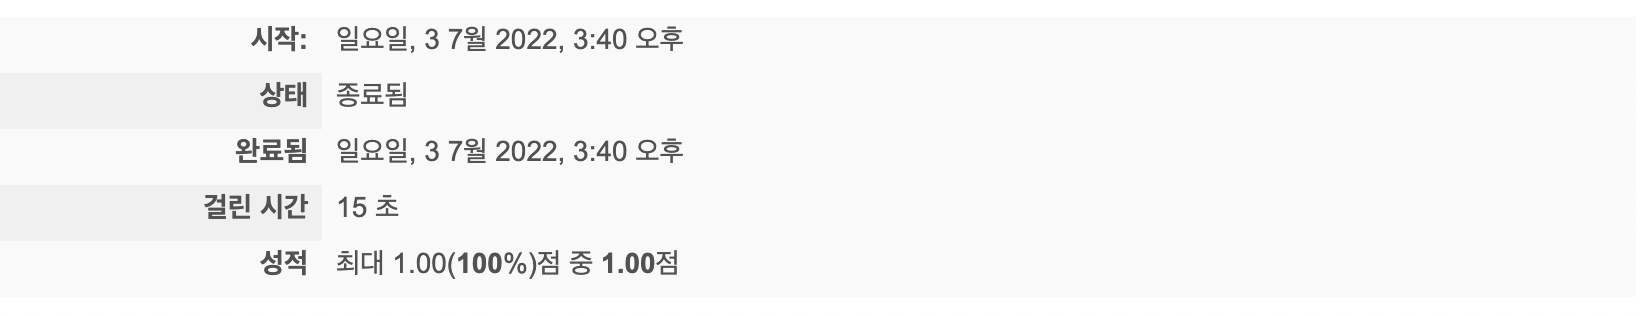 시작: 일요일, 3 7월 2022, 3:40 오후
상태 종료됨
완료됨 일요일, 3 7월 2022, 3:40 오후
걸린 시간 15 초
성적 최대 1.00(100%)점 중 1.00점